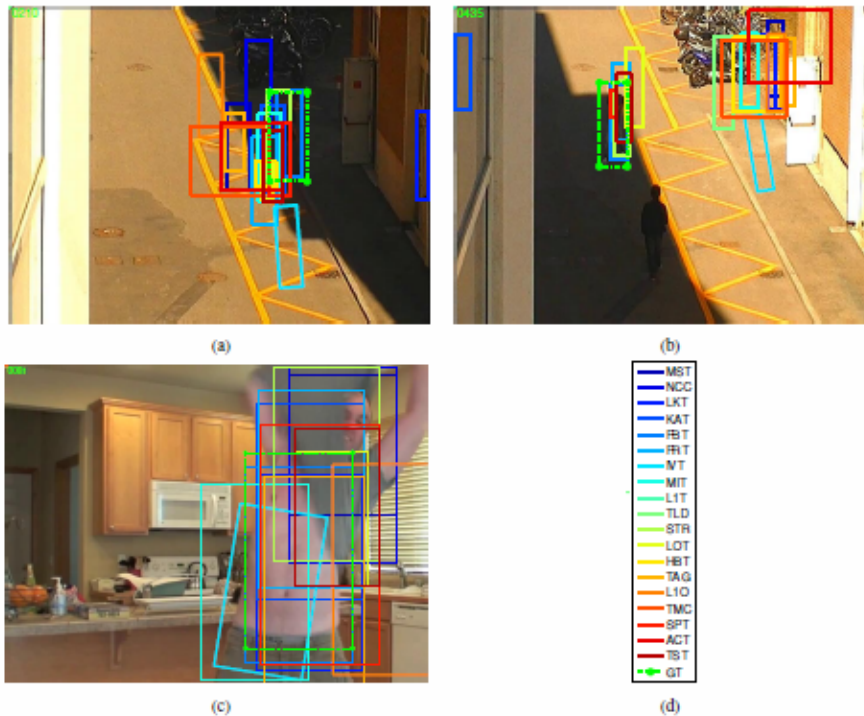 0210
0435
(a)
(b)
MST
NCC
LKT
KAT
FBT
FRT
IVT
MIT
L1T
TLD
STR
LOT
HBT
TAG
L1O
TMC
SPT
ACT
TST
GT
(c)
(d)